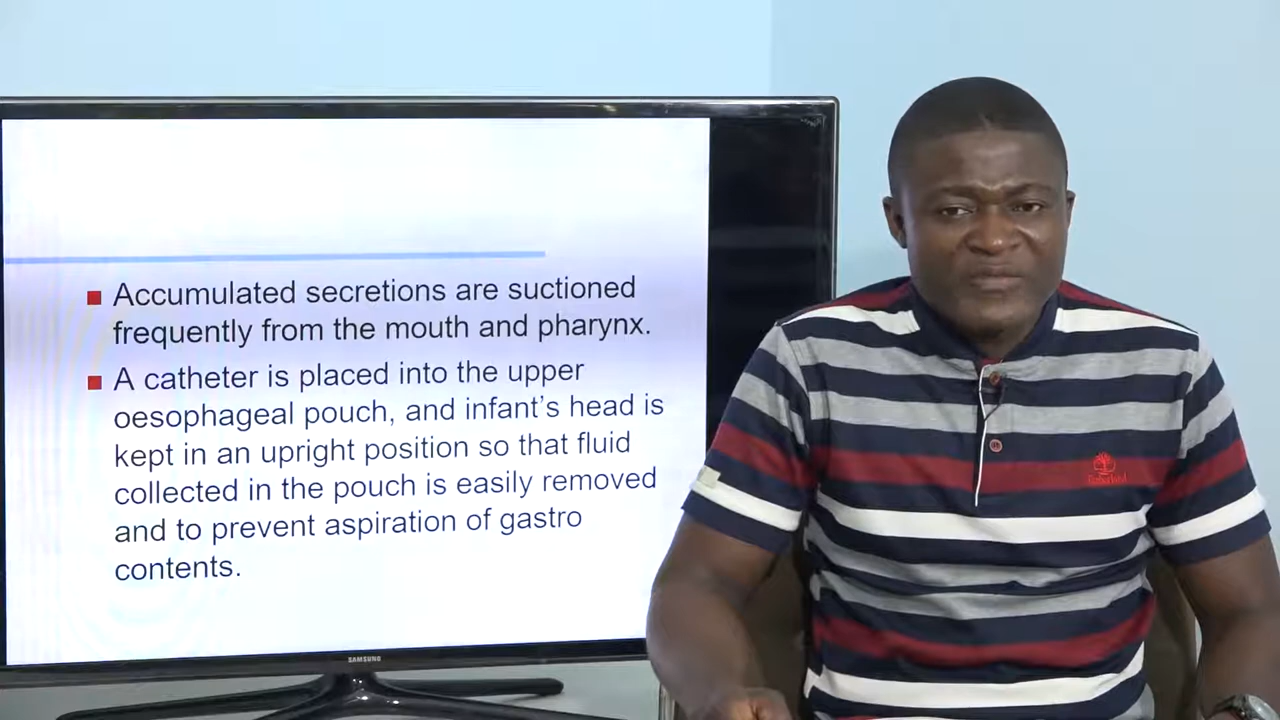 Accumulated secretions are suctioned
frequently from the mouth and pharynx.
A catheter is placed into the upper
oesophageal pouch, and infant's head is
kept in an upright position so that fluid
collected in the pouch is easily removed
and to prevent aspiration of gastro
contents.
SAMSUNG